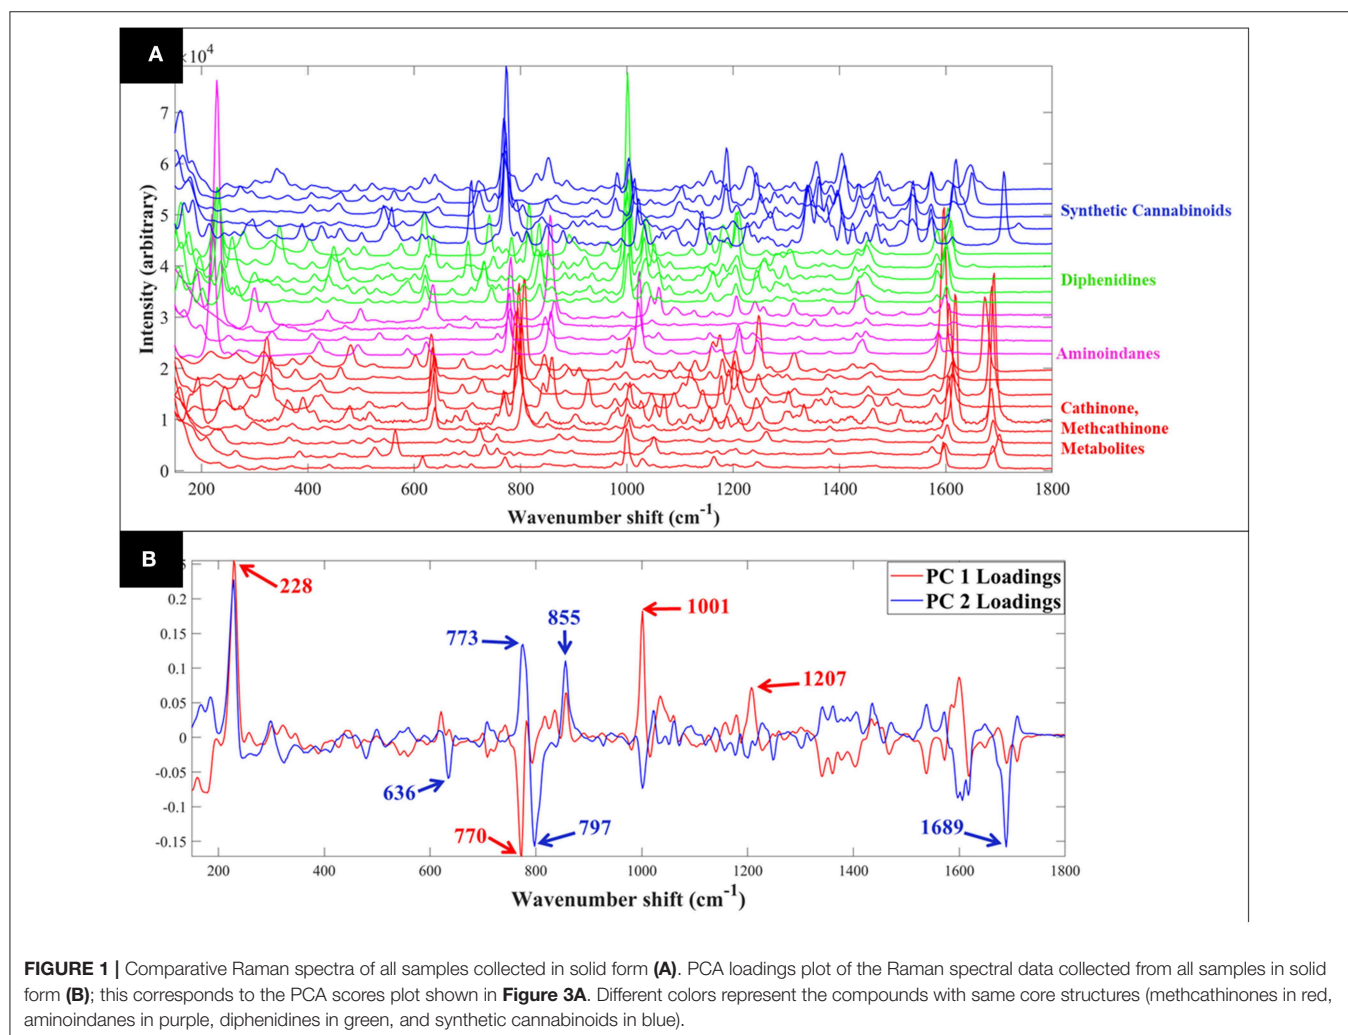 A
×10⁴
7
6
5
4
3
2
1
0
Intensity (arbitrary)
Synthetic Cannabinoids
Diphenidines
Aminoindanes
Cathinone,
Methcathinone
Metabolites
200 400 600 800 1000 1200 1400 1600 1800
Wavenumber shift (cm⁻¹)
B
0.2
0.15
0.1
0.05
0
-0.05
-0.1
-0.15
228
773
855
1001
1207
636
770
797
1689
PC 1 Loadings
PC 2 Loadings
200 400 600 800 1000 1200 1400 1600 1800
Wavenumber shift (cm⁻¹)
FIGURE 1 | Comparative Raman spectra of all samples collected in solid form (A). PCA loadings plot of the Raman spectral data collected from all samples in solid
form (B); this corresponds to the PCA scores plot shown in Figure 3A. Different colors represent the compounds with same core structures (methcathinones in red,
aminoindanes in purple, diphenidines in green, and synthetic cannabinoids in blue).